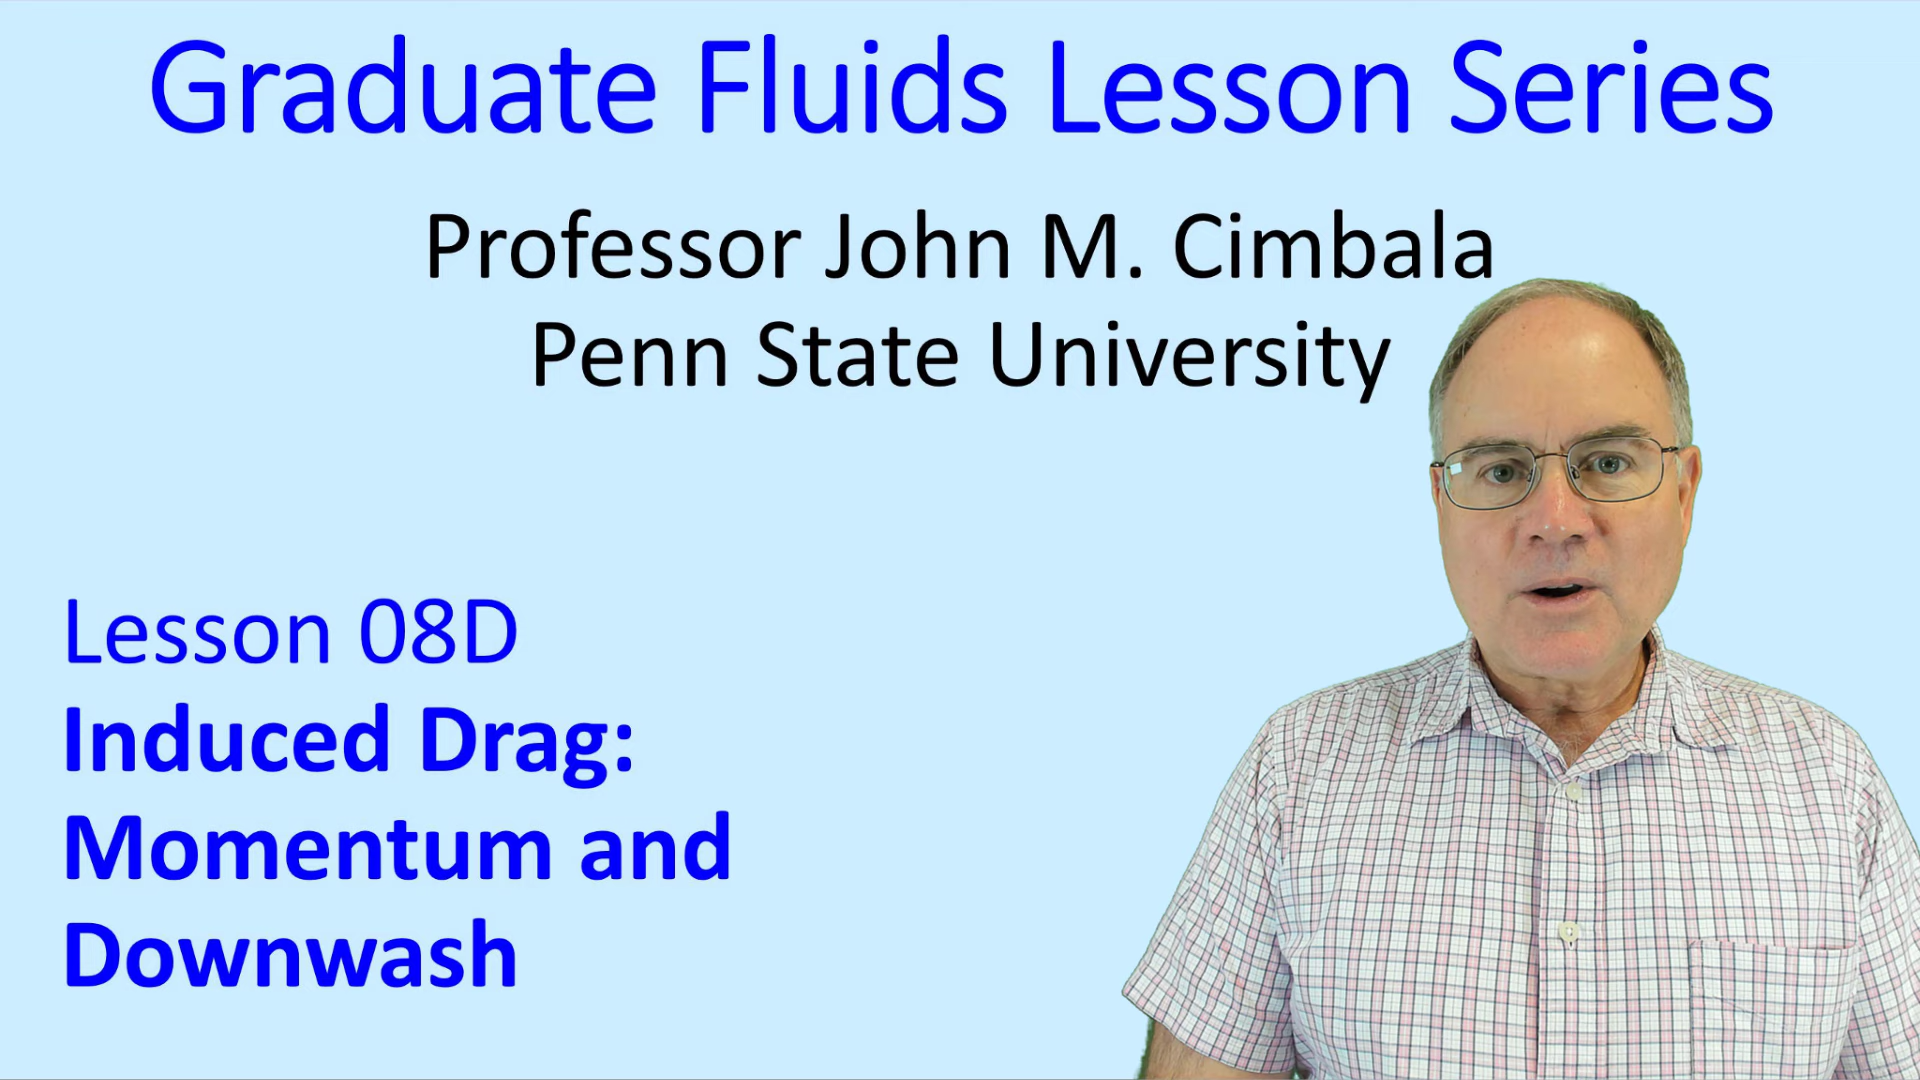 Graduate Fluids Lesson Series
Professor John M. Cimbala
Penn State University
Lesson 08D
Induced Drag:
Momentum and
Downwash